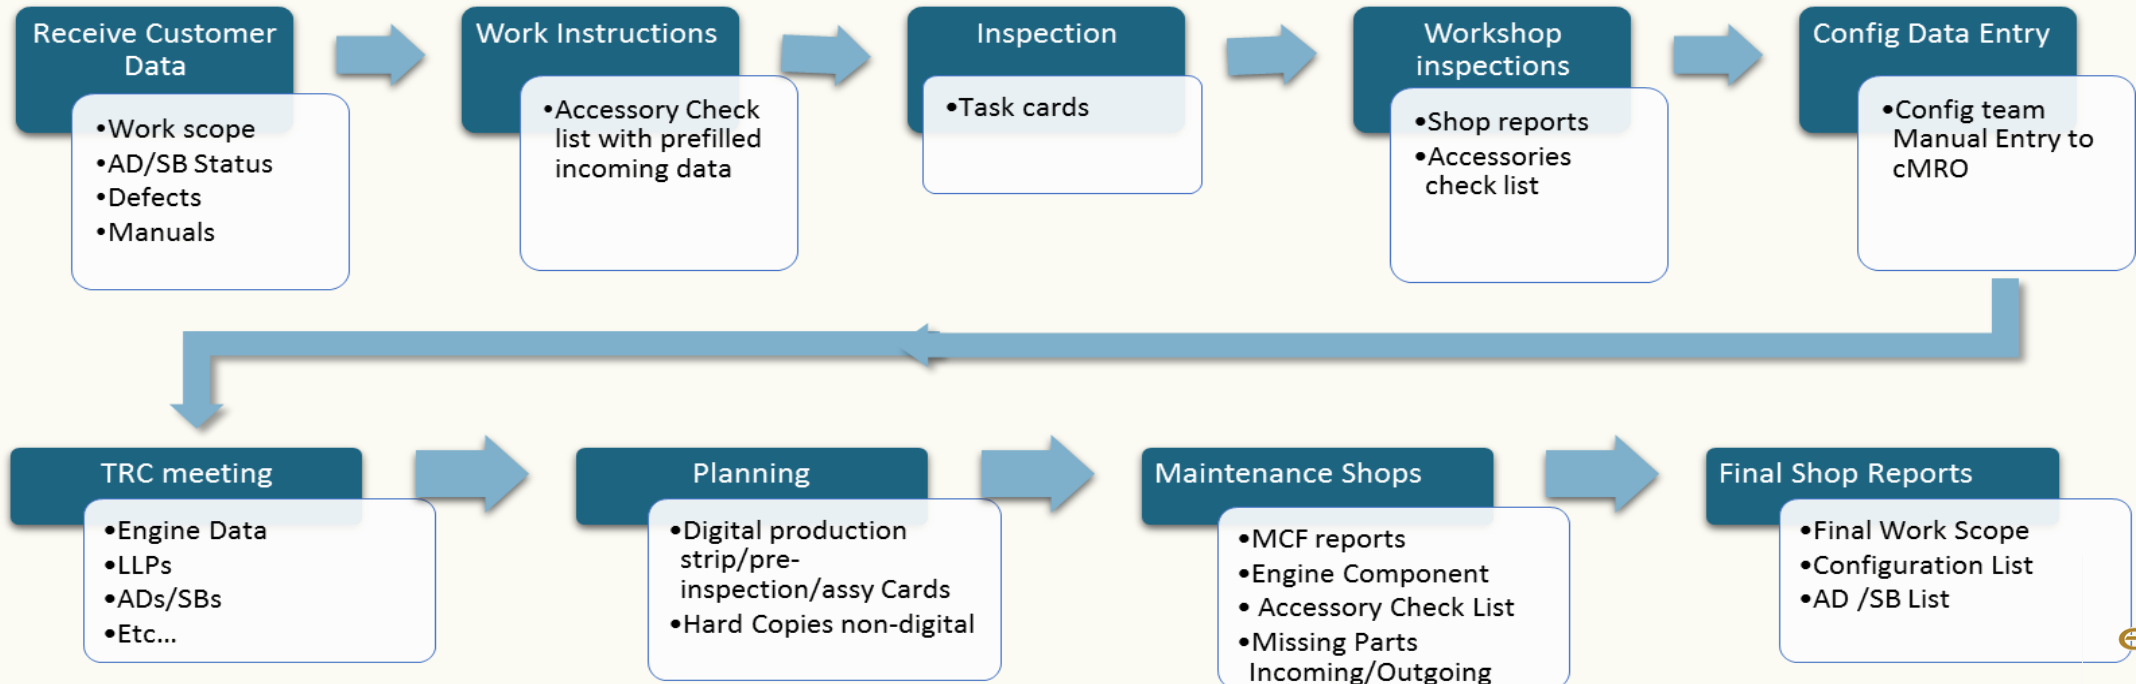 Receive Customer
Data
•Work scope
•AD/SB Status
•Defects
•Manuals
Work Instructions
•Accessory Check
list with prefilled
incoming data
Inspection
•Task cards
Workshop
inspections
•Shop reports
•Accessories
check list
Config Data Entry
•Config team
Manual Entry to
cMRO
TRC meeting
•Engine Data
•LLPs
•ADs/SBs
•Etc...
Planning
•Digital production
strip/pre-
inspection/assy Cards
•Hard Copies non-digital
Maintenance Shops
•MCF reports
•Engine Component
• Accessory Check List
•Missing Parts
Incoming/Outgoing
Final Shop Reports
•Final Work Scope
•Configuration List
•AD /SB List